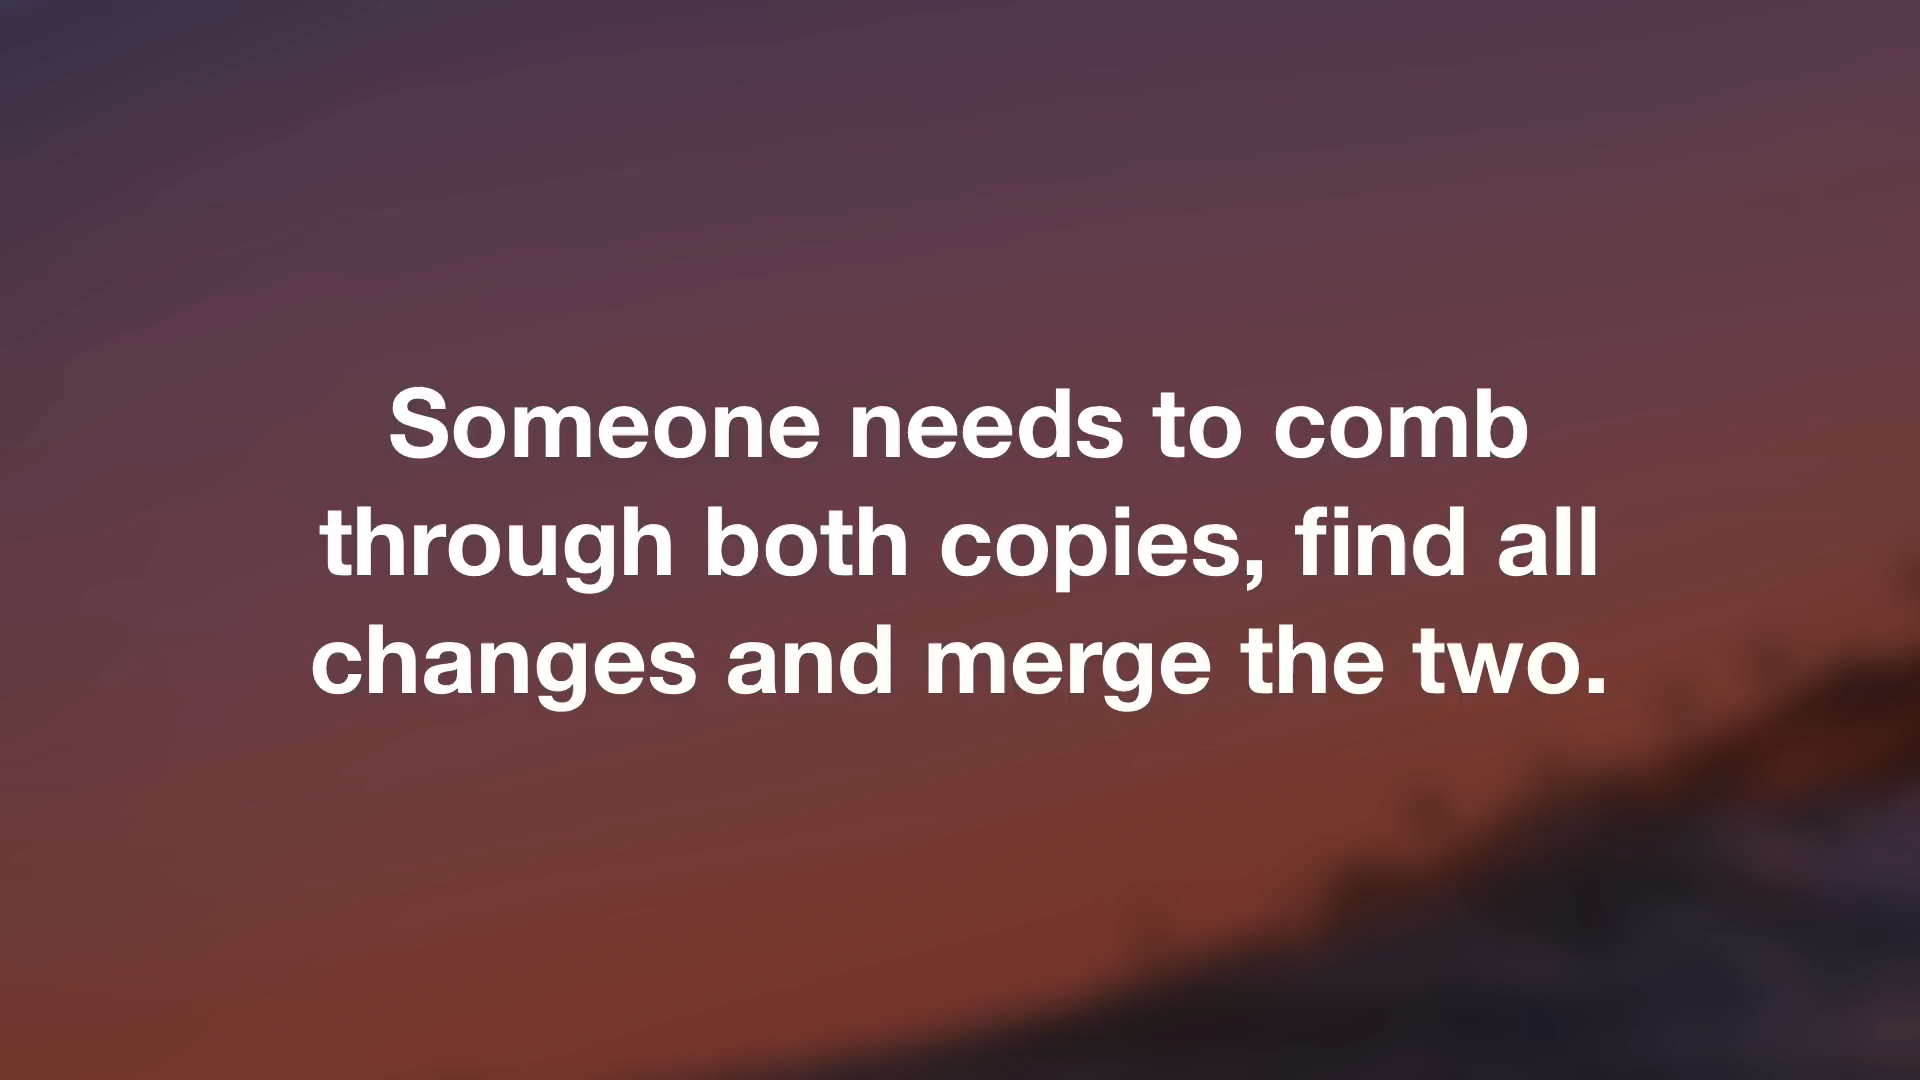 Someone needs to comb
through both copies, find all
changes and merge the two.